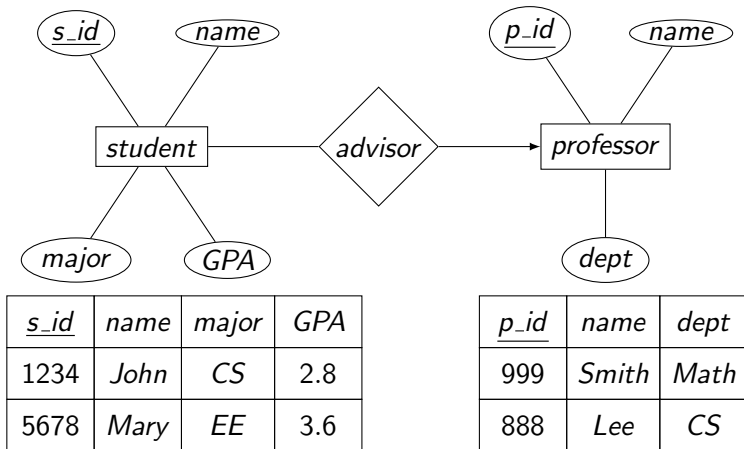 s_id name p_id name
student advisor professor
major GPA dept
s_id name major GPA
1234 John CS 2.8
5678 Mary EE 3.6
p_id name dept
999 Smith Math
888 Lee CS